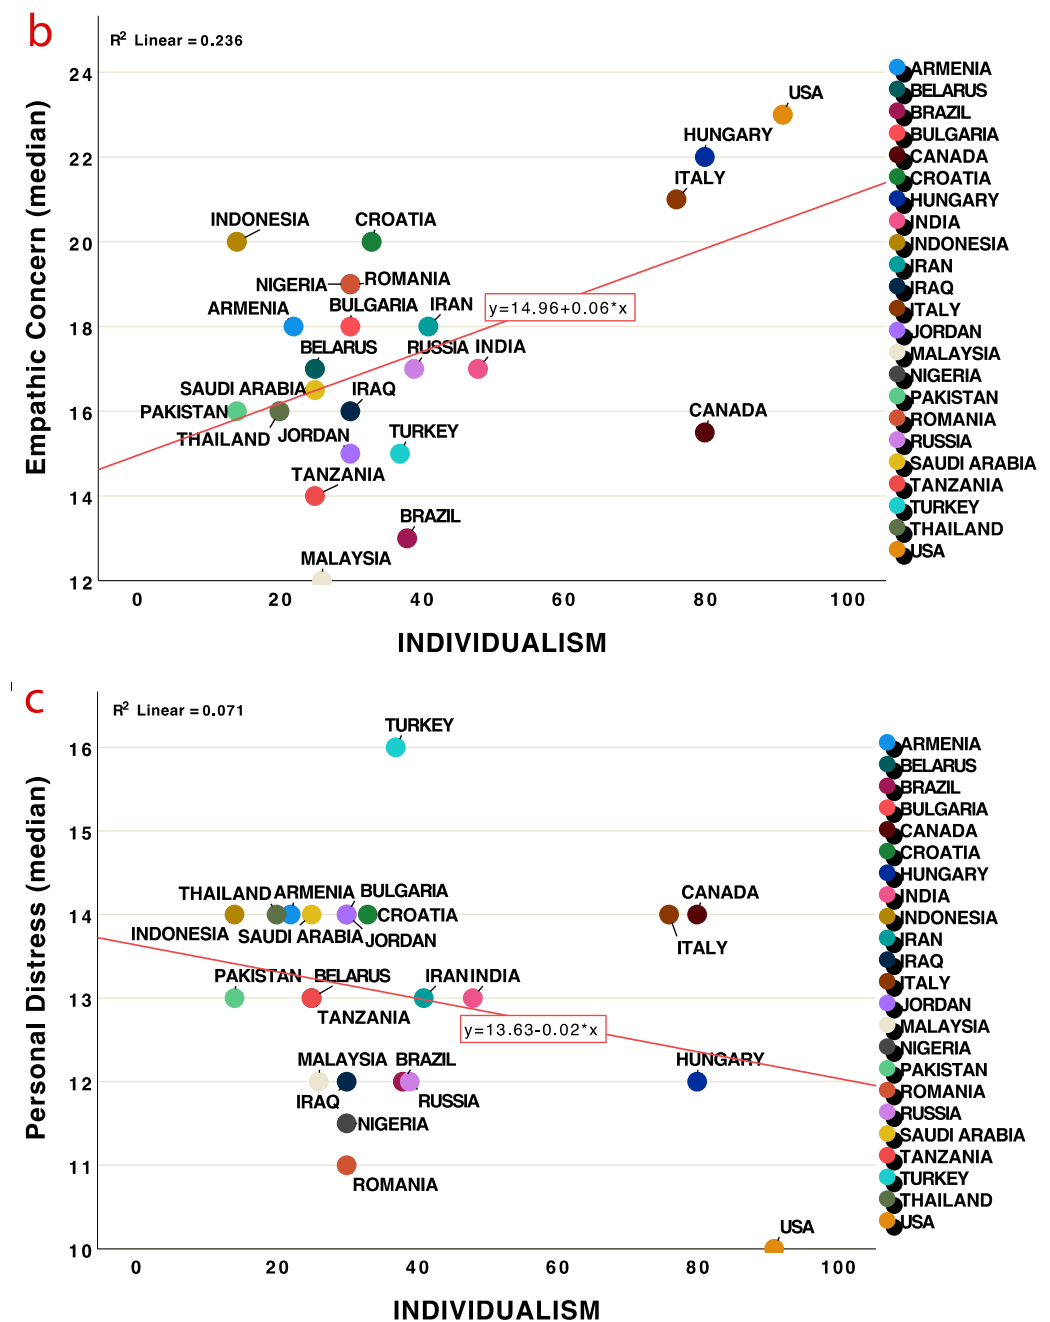 b
R² Linear = 0.236
Empathic Concern (median)
24
22
20
18
16
14
12
USA
HUNGARY
ITALY
INDONESIA
CROATIA
NIGERIA
ROMANIA
ARMENIA
BULGARIA
IRAN
y=14.96+0.06*x
BELARUS
RUSSIA
INDIA
SAUDI ARABIA
IRAQ
PAKISTAN
CANADA
THAILAND
JORDAN
TURKEY
TANZANIA
BRAZIL
MALAYSIA
0 20 40 60 80 100
INDIVIDUALISM
ARMENIA
BELARUS
BRAZIL
BULGARIA
CANADA
CROATIA
HUNGARY
INDIA
INDONESIA
IRAN
IRAQ
ITALY
JORDAN
MALAYSIA
NIGERIA
PAKISTAN
ROMANIA
RUSSIA
SAUDI ARABIA
TANZANIA
TURKEY
THAILAND
USA
c
R² Linear = 0.071
Personal Distress (median)
16
15
14
13
12
11
10
TURKEY
THAILAND
ARMENIA
BULGARIA
CANADA
CROATIA
INDONESIA
SAUDI ARABIA
JORDAN
ITALY
PAKISTAN
BELARUS
IRAN
INDIA
TANZANIA
y=13.63-0.02*x
MALAYSIA
BRAZIL
HUNGARY
IRAQ
RUSSIA
NIGERIA
ROMANIA
USA
0 20 40 60 80 100
INDIVIDUALISM
ARMENIA
BELARUS
BRAZIL
BULGARIA
CANADA
CROATIA
HUNGARY
INDIA
INDONESIA
IRAN
IRAQ
ITALY
JORDAN
MALAYSIA
NIGERIA
PAKISTAN
ROMANIA
RUSSIA
SAUDI ARABIA
TANZANIA
TURKEY
THAILAND
USA